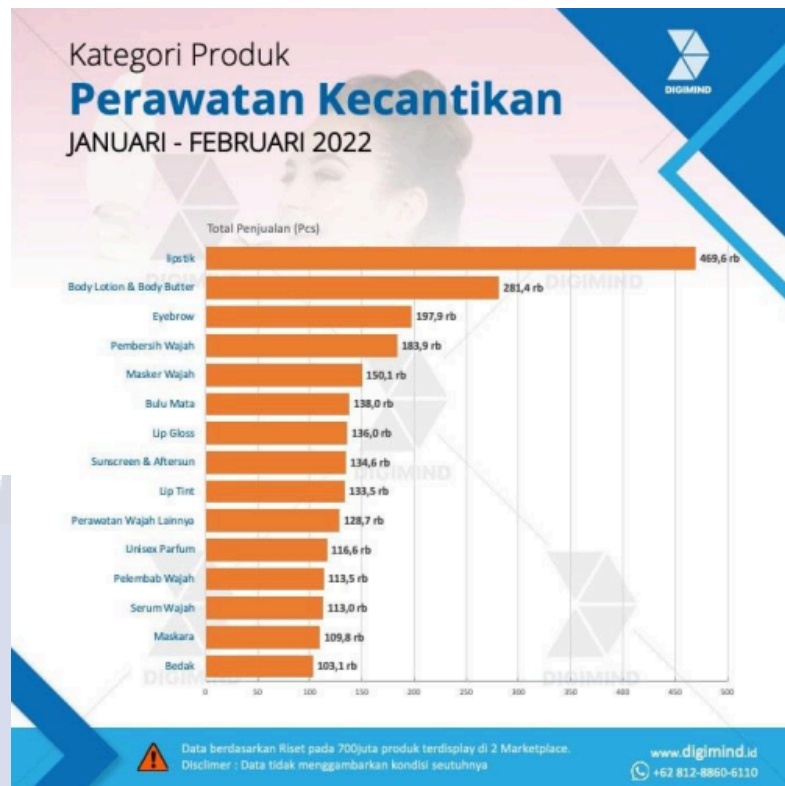 Kategori Produk
Perawatan Kecantikan
JANUARI - FEBRUARI 2022
DIGIMIND
Total Penjualan (Pcs)
lipstik 469,6 rb
Body Lotion & Body Butter 281,4 rb
Eyebrow 197,9 rb
Pembersih Wajah 183,9 rb
Masker Wajah 150,1 rb
Bulu Mata 138,0 rb
Lip Gloss 136,0 rb
Sunscreen & Aftersun 134,6 rb
Lip Tint 133,5 rb
Perawatan Wajah Lainnya 128,7 rb
Unisex Parfum 116,6 rb
Pelembab Wajah 113,5 rb
Serum Wajah 113,0 rb
Maskara 109,8 rb
Bedak 103,1 rb
0 50 100 150 200 250 300 350 400 450 500
DIGIMIND
DIGIMIND
DIGIMIND
DIGIMIND
DIGIMIND
Data berdasarkan Riset pada 700juta produk terdisplay di 2 Marketplace.
Disclimer : Data tidak menggambarkan kondisi seutuhnya
www.digimind.id
+62 812-8860-6110